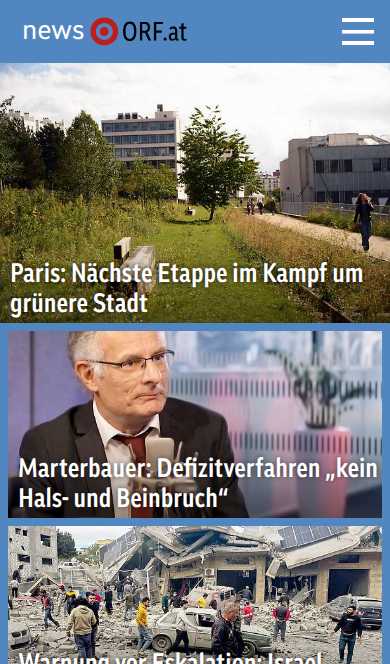 news ORF.at
Paris: Nächste Etappe im Kampf um
grünere Stadt
Marterbauer: Defizitverfahren „kein
Hals- und Beinbruch“
Warnung vor Eskalation: Israel